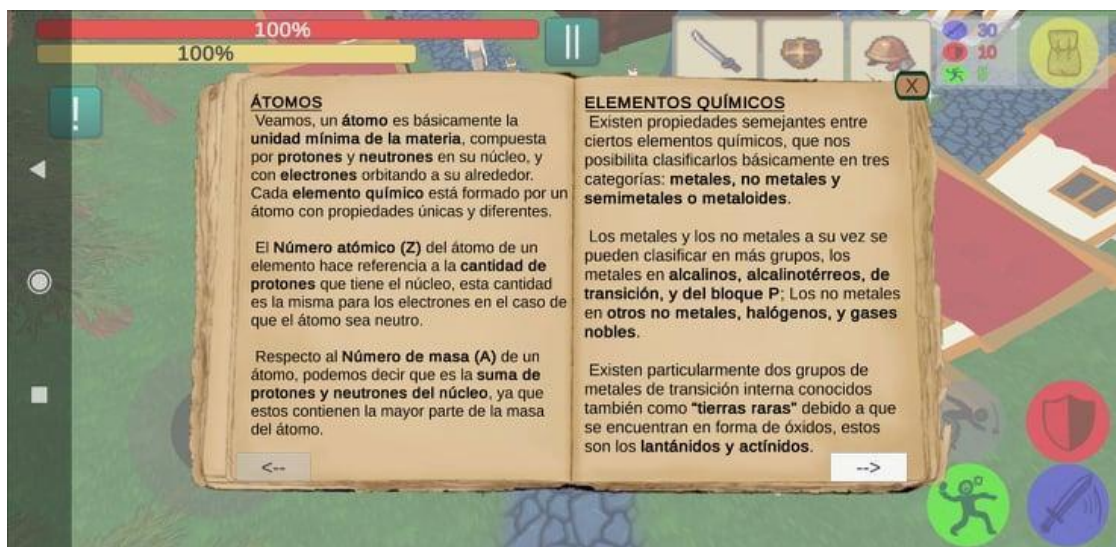 100%
100%
30
10
!
X
ÁTOMOS
Veamos, un átomo es básicamente la
unidad mínima de la materia, compuesta
por protones y neutrones en su núcleo, y
con electrones orbitando a su alrededor.
Cada elemento químico está formado por un
átomo con propiedades únicas y diferentes.
El Número atómico (Z) del átomo de un
elemento hace referencia a la cantidad de
protones que tiene el núcleo, esta cantidad
es la misma para los electrones en el caso de
que el átomo sea neutro.
Respecto al Número de masa (A) de un
átomo, podemos decir que es la suma de
protones y neutrones del núcleo, ya que
estos contienen la mayor parte de la masa
del átomo.
<--
ELEMENTOS QUÍMICOS
Existen propiedades semejantes entre
ciertos elementos químicos, que nos
posibilita clasificarlos básicamente en tres
categorías: metales, no metales y
semimetales o metaloides.
Los metales y los no metales a su vez se
pueden clasificar en más grupos, los
metales en alcalinos, alcalinotérreos, de
transición, y del bloque P; Los no metales
en otros no metales, halógenos, y gases
nobles.
Existen particularmente dos grupos de
metales de transición interna conocidos
también como "tierras raras" debido a que
se encuentran en forma de óxidos, estos
son los lantánidos y actínidos.
-->